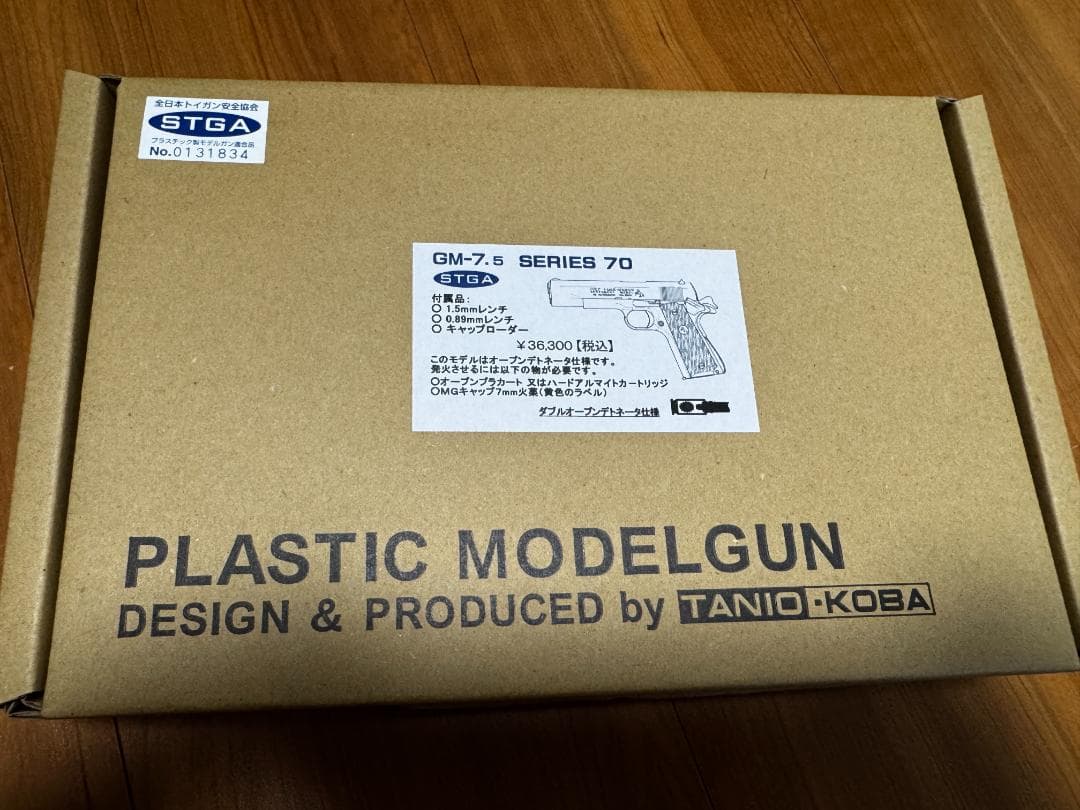 全日本トイガン安全協会
STGA
プラスチック製モデルガン適合品
No.0131834
GM-7.5 SERIES 70
STGA
付属品:
○ 1.5mmレンチ
○ 0.89mmレンチ
○ キャップローダー
￥36,300【税込】
このモデルはオープンデトネータ仕様です。
発火させるには以下の物が必要です。
○オープンプラカート 又はハードアルマイトカートリッジ
○MGキャップ7mm火薬(黄色のラベル)
ダブルオープンデトネータ仕様
PLASTIC MODELGUN
DESIGN & PRODUCED by TANIO・KOBA